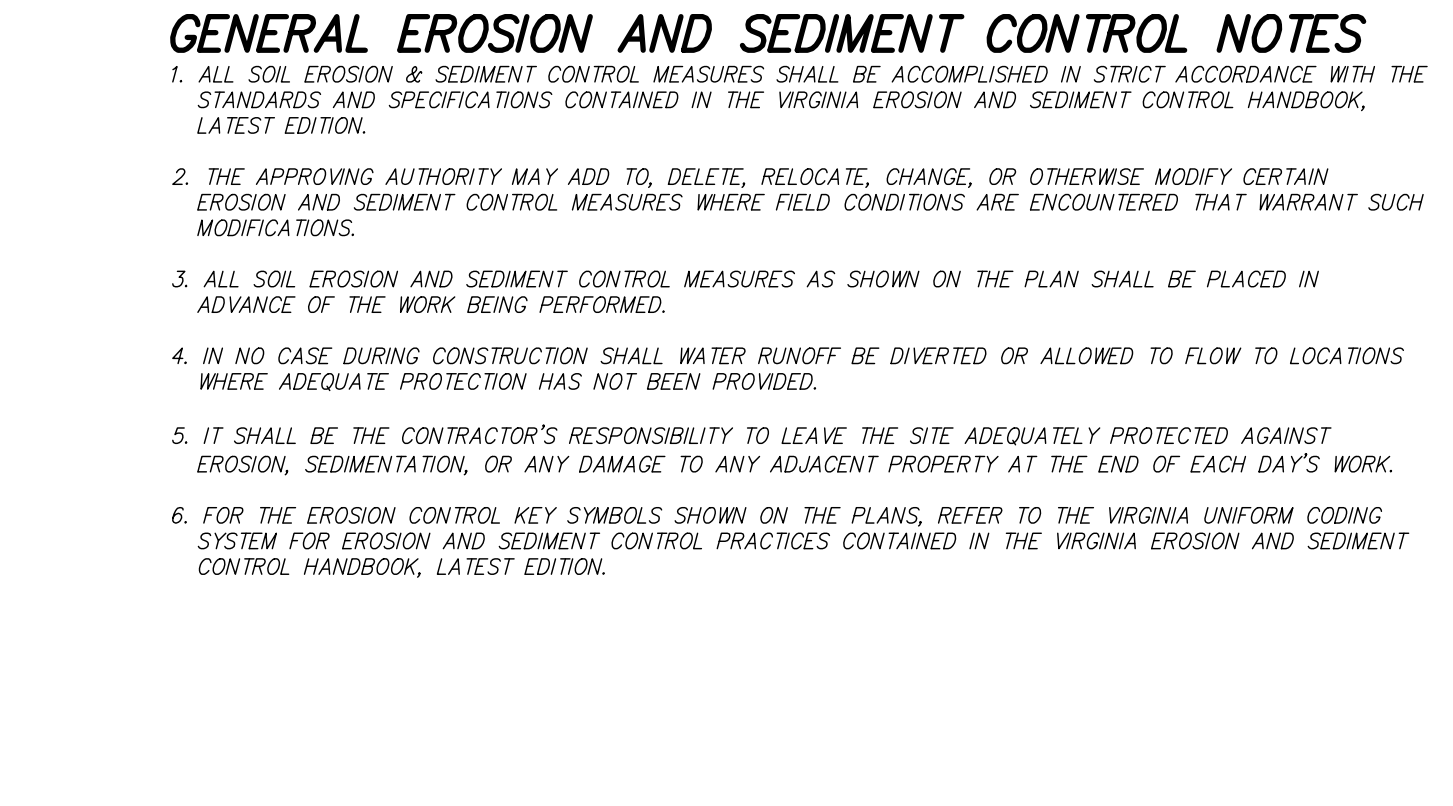 GENERAL EROSION AND SEDIMENT CONTROL NOTES
1. ALL SOIL EROSION & SEDIMENT CONTROL MEASURES SHALL BE ACCOMPLISHED IN STRICT ACCORDANCE WITH THE
STANDARDS AND SPECIFICATIONS CONTAINED IN THE VIRGINIA EROSION AND SEDIMENT CONTROL HANDBOOK,
LATEST EDITION.
2. THE APPROVING AUTHORITY MAY ADD TO, DELETE, RELOCATE, CHANGE, OR OTHERWISE MODIFY CERTAIN
EROSION AND SEDIMENT CONTROL MEASURES WHERE FIELD CONDITIONS ARE ENCOUNTERED THAT WARRANT SUCH
MODIFICATIONS.
3. ALL SOIL EROSION AND SEDIMENT CONTROL MEASURES AS SHOWN ON THE PLAN SHALL BE PLACED IN
ADVANCE OF THE WORK BEING PERFORMED.
4. IN NO CASE DURING CONSTRUCTION SHALL WATER RUNOFF BE DIVERTED OR ALLOWED TO FLOW TO LOCATIONS
WHERE ADEQUATE PROTECTION HAS NOT BEEN PROVIDED.
5. IT SHALL BE THE CONTRACTOR'S RESPONSIBILITY TO LEAVE THE SITE ADEQUATELY PROTECTED AGAINST
EROSION, SEDIMENTATION, OR ANY DAMAGE TO ANY ADJACENT PROPERTY AT THE END OF EACH DAY'S WORK.
6. FOR THE EROSION CONTROL KEY SYMBOLS SHOWN ON THE PLANS, REFER TO THE VIRGINIA UNIFORM CODING
SYSTEM FOR EROSION AND SEDIMENT CONTROL PRACTICES CONTAINED IN THE VIRGINIA EROSION AND SEDIMENT
CONTROL HANDBOOK, LATEST EDITION.